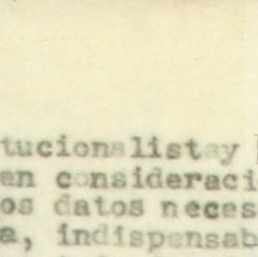 tucionalistay
en consideraci
os datos neces
a, indispensab